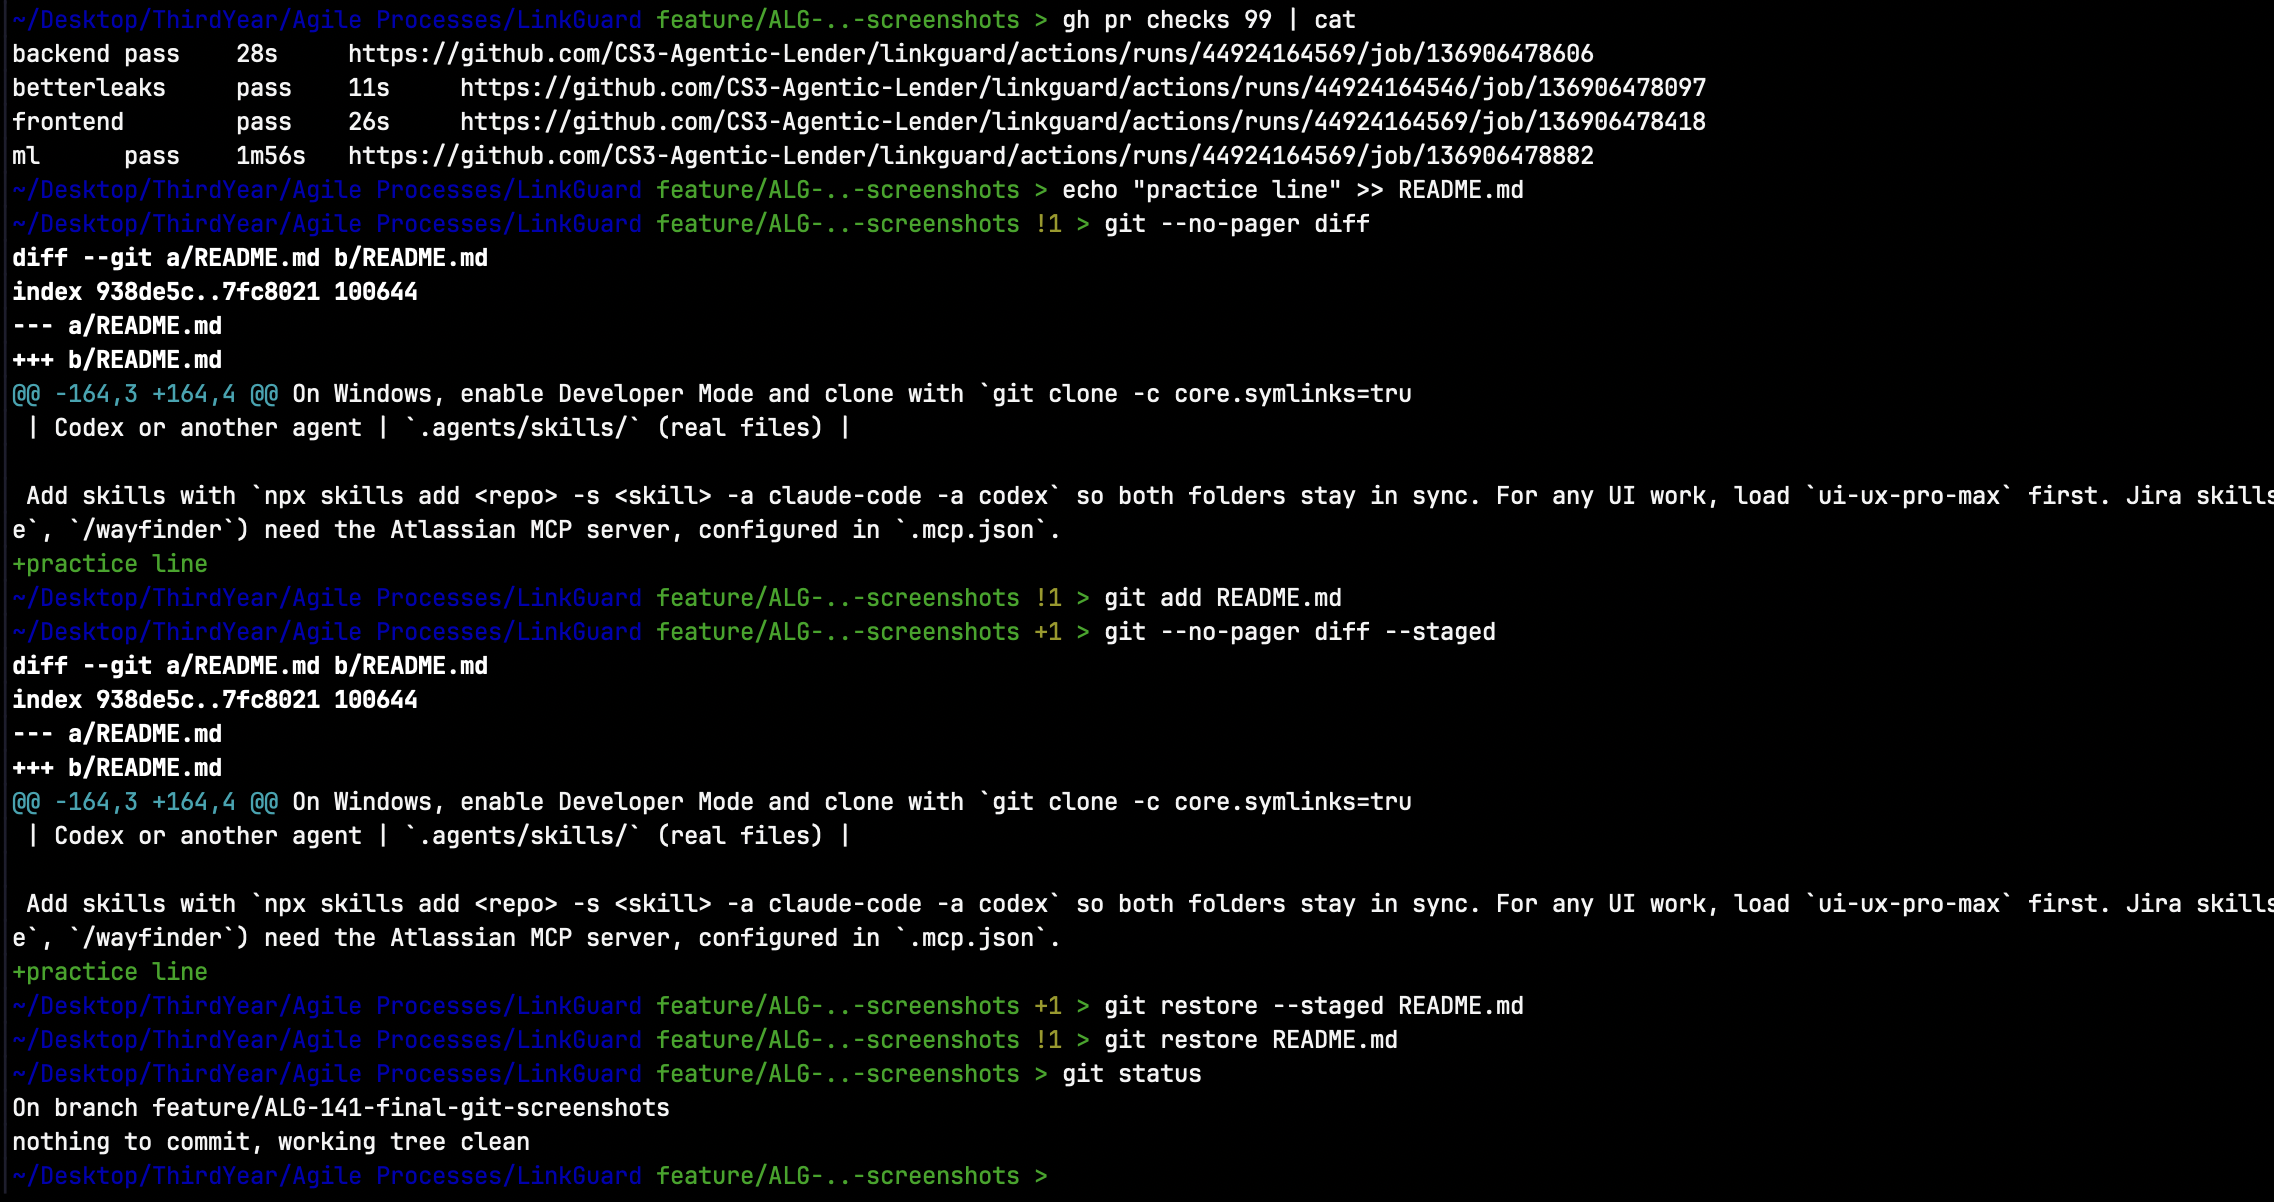 ~/Desktop/ThirdYear/Agile Processes/LinkGuard feature/ALG-..-screenshots > gh pr checks 99 | cat
backend pass    28s     https://github.com/CS3-Agentic-Lender/linkguard/actions/runs/44924164569/job/136906478606
betterleaks     pass    11s     https://github.com/CS3-Agentic-Lender/linkguard/actions/runs/44924164546/job/136906478097
frontend        pass    26s     https://github.com/CS3-Agentic-Lender/linkguard/actions/runs/44924164569/job/136906478418
ml      pass    1m56s   https://github.com/CS3-Agentic-Lender/linkguard/actions/runs/44924164569/job/136906478882
~/Desktop/ThirdYear/Agile Processes/LinkGuard feature/ALG-..-screenshots > echo "practice line" >> README.md
~/Desktop/ThirdYear/Agile Processes/LinkGuard feature/ALG-..-screenshots !1 > git --no-pager diff
diff --git a/README.md b/README.md
index 938de5c..7fc8021 100644
--- a/README.md
+++ b/README.md
@@ -164,3 +164,4 @@ On Windows, enable Developer Mode and clone with `git clone -c core.symlinks=tru
 | Codex or another agent | `.agents/skills/` (real files) |

 Add skills with `npx skills add <repo> -s <skill> -a claude-code -a codex` so both folders stay in sync. For any UI work, load `ui-ux-pro-max` first. Jira skills
e`, `/wayfinder`) need the Atlassian MCP server, configured in `.mcp.json`.
+practice line
~/Desktop/ThirdYear/Agile Processes/LinkGuard feature/ALG-..-screenshots !1 > git add README.md
~/Desktop/ThirdYear/Agile Processes/LinkGuard feature/ALG-..-screenshots +1 > git --no-pager diff --staged
diff --git a/README.md b/README.md
index 938de5c..7fc8021 100644
--- a/README.md
+++ b/README.md
@@ -164,3 +164,4 @@ On Windows, enable Developer Mode and clone with `git clone -c core.symlinks=tru
 | Codex or another agent | `.agents/skills/` (real files) |

 Add skills with `npx skills add <repo> -s <skill> -a claude-code -a codex` so both folders stay in sync. For any UI work, load `ui-ux-pro-max` first. Jira skills
e`, `/wayfinder`) need the Atlassian MCP server, configured in `.mcp.json`.
+practice line
~/Desktop/ThirdYear/Agile Processes/LinkGuard feature/ALG-..-screenshots +1 > git restore --staged README.md
~/Desktop/ThirdYear/Agile Processes/LinkGuard feature/ALG-..-screenshots !1 > git restore README.md
~/Desktop/ThirdYear/Agile Processes/LinkGuard feature/ALG-..-screenshots > git status
On branch feature/ALG-141-final-git-screenshots
nothing to commit, working tree clean
~/Desktop/ThirdYear/Agile Processes/LinkGuard feature/ALG-..-screenshots >